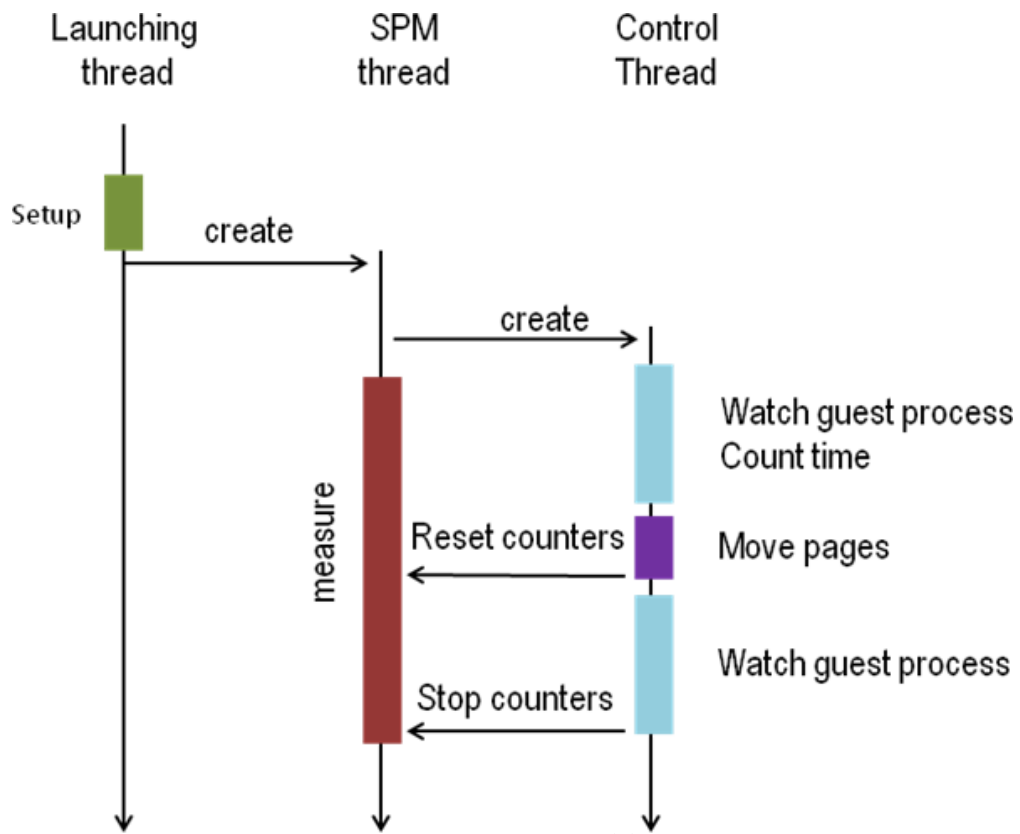 Launching
thread
SPM
thread
Control
Thread
Setup
create
create
Watch guest process
Count time
measure
Reset counters
Move pages
Watch guest process
Stop counters